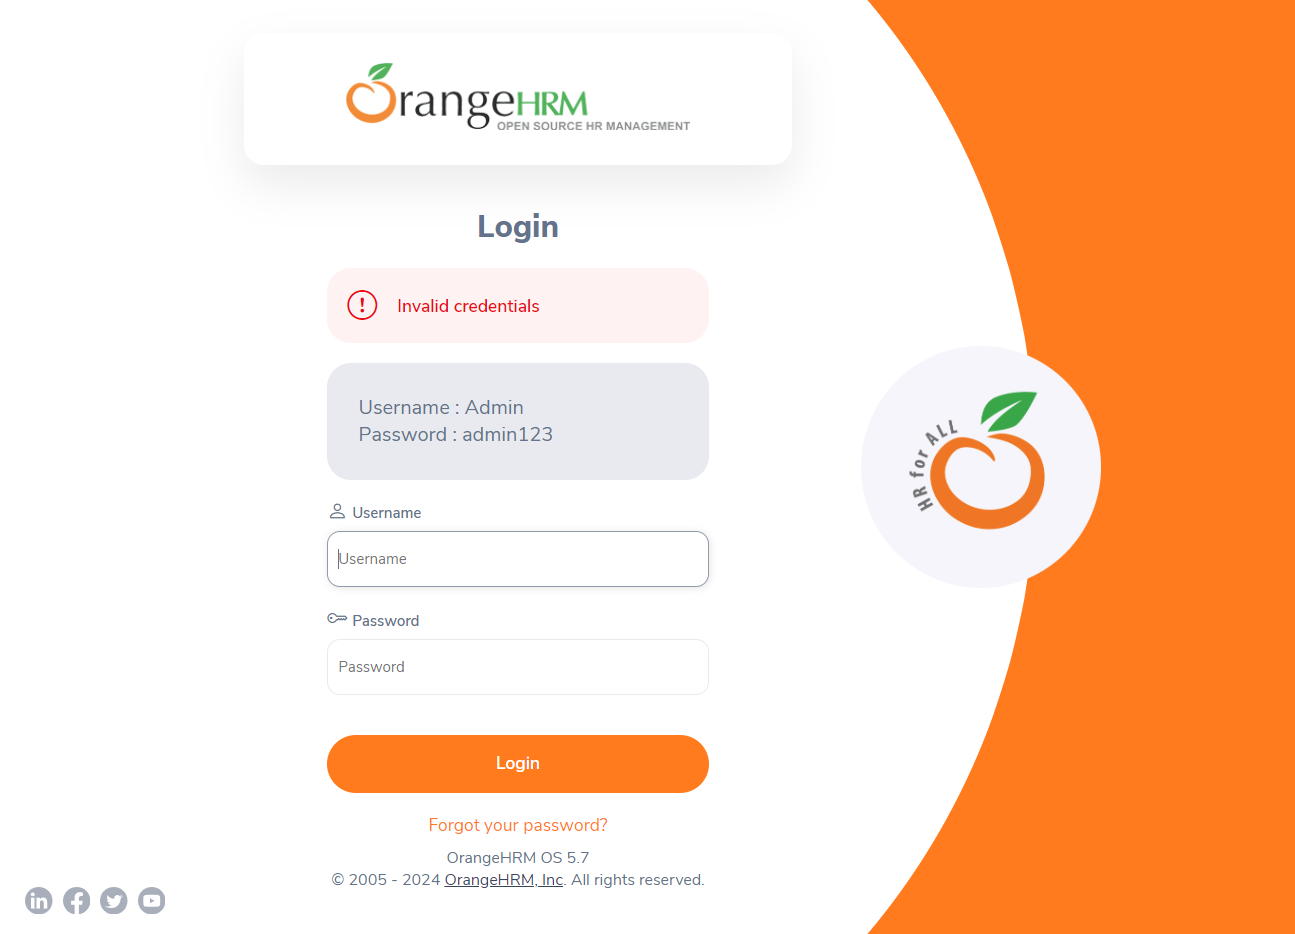 OrangeHRM
OPEN SOURCE HR MANAGEMENT
Login
! Invalid credentials
Username : Admin
Password : admin123
Username
Username
Password
Password
Login
Forgot your password?
OrangeHRM OS 5.7
© 2005 - 2024 OrangeHRM, Inc. All rights reserved.
HR for ALL
in